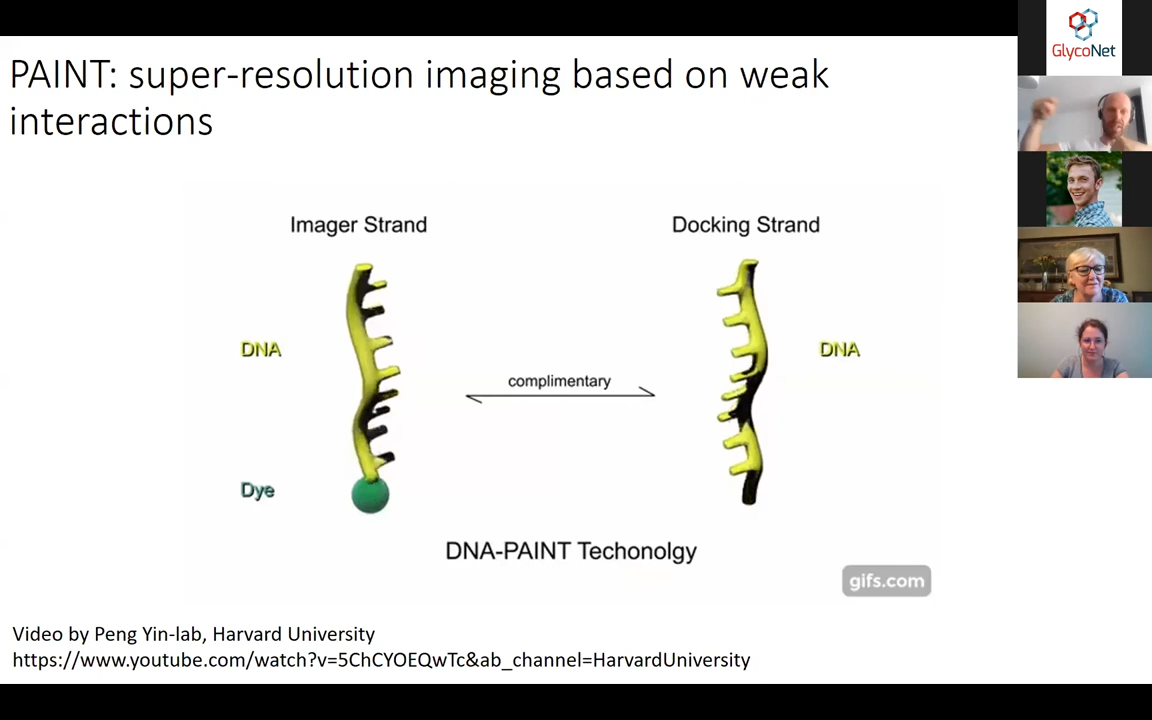 PAINT: super-resolution imaging based on weak
interactions
GlycoNet
Imager Strand
Docking Strand
DNA
complimentary
DNA
Dye
DNA-PAINT Techonolgy
gifs.com
Video by Peng Yin-lab, Harvard University
https://www.youtube.com/watch?v=5ChCYOEQwTc&ab_channel=HarvardUniversity